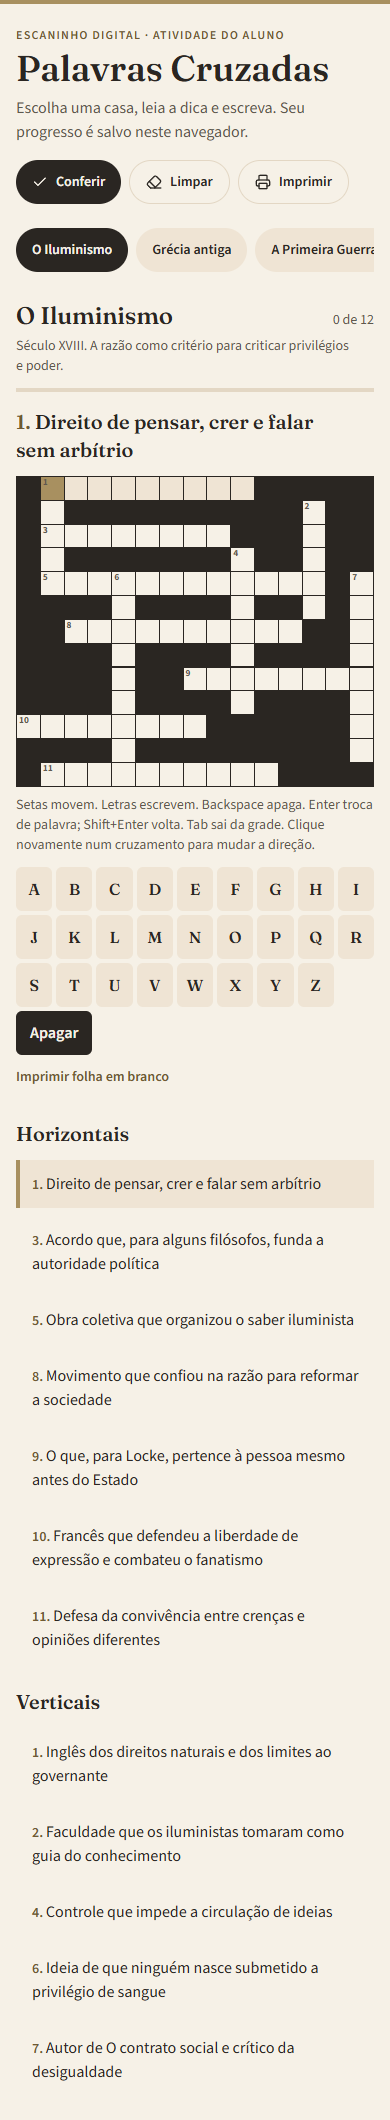 ESCANINHO DIGITAL · ATIVIDADE DO ALUNO
Palavras Cruzadas
Escolha uma casa, leia a dica e escreva. Seu
progresso é salvo neste navegador.
Conferir Limpar Imprimir
O Iluminismo Grécia antiga A Primeira Guerra
O Iluminismo 0 de 12
Século XVIII. A razão como critério para criticar privilégios
e poder.
1. Direito de pensar, crer e falar
sem arbítrio
1
2
3
4
5 6 7
8
9
10
11
Setas movem. Letras escrevem. Backspace apaga. Enter troca
de palavra; Shift+Enter volta. Tab sai da grade. Clique
novamente num cruzamento para mudar a direção.
A B C D E F G H I
J K L M N O P Q R
S T U V W X Y Z
Apagar
Imprimir folha em branco
Horizontais
1. Direito de pensar, crer e falar sem arbítrio
3. Acordo que, para alguns filósofos, funda a
autoridade política
5. Obra coletiva que organizou o saber iluminista
8. Movimento que confiou na razão para reformar
a sociedade
9. O que, para Locke, pertence à pessoa mesmo
antes do Estado
10. Francês que defendeu a liberdade de
expressão e combateu o fanatismo
11. Defesa da convivência entre crenças e
opiniões diferentes
Verticais
1. Inglês dos direitos naturais e dos limites ao
governante
2. Faculdade que os iluministas tomaram como
guia do conhecimento
4. Controle que impede a circulação de ideias
6. Ideia de que ninguém nasce submetido a
privilégio de sangue
7. Autor de O contrato social e crítico da
desigualdade